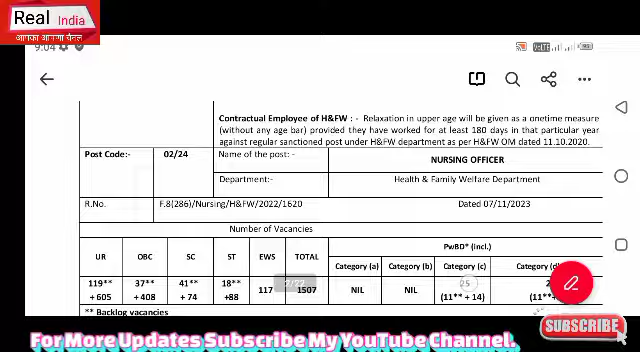 Real India
आपका आपणा चैनल
9:04
VoLTE
Contractual Employee of H&FW : - Relaxation in upper age will be given as a onetime measure
(without any age bar) provided they have worked for at least 180 days in that particular year
against regular sanctioned post under H&FW department as per H&FW OM dated 11.10.2020.
Post Code:- 02/24 Name of the post: - NURSING OFFICER
Department:- Health & Family Welfare Department
R.No. F.8(286)/Nursing/H&FW/2022/1620 Dated 07/11/2023
Number of Vacancies
UR OBC SC ST EWS TOTAL PwBD* (incl.)
Category (a) Category (b) Category (c) Category (d)
119** + 605 37** + 408 41** + 74 18** +88 117 1507 NIL NIL 25 (11** + 14) (11**
** Backlog vacancies
For More Updates Subscribe My YouTube Channel.
SUBSCRIBE